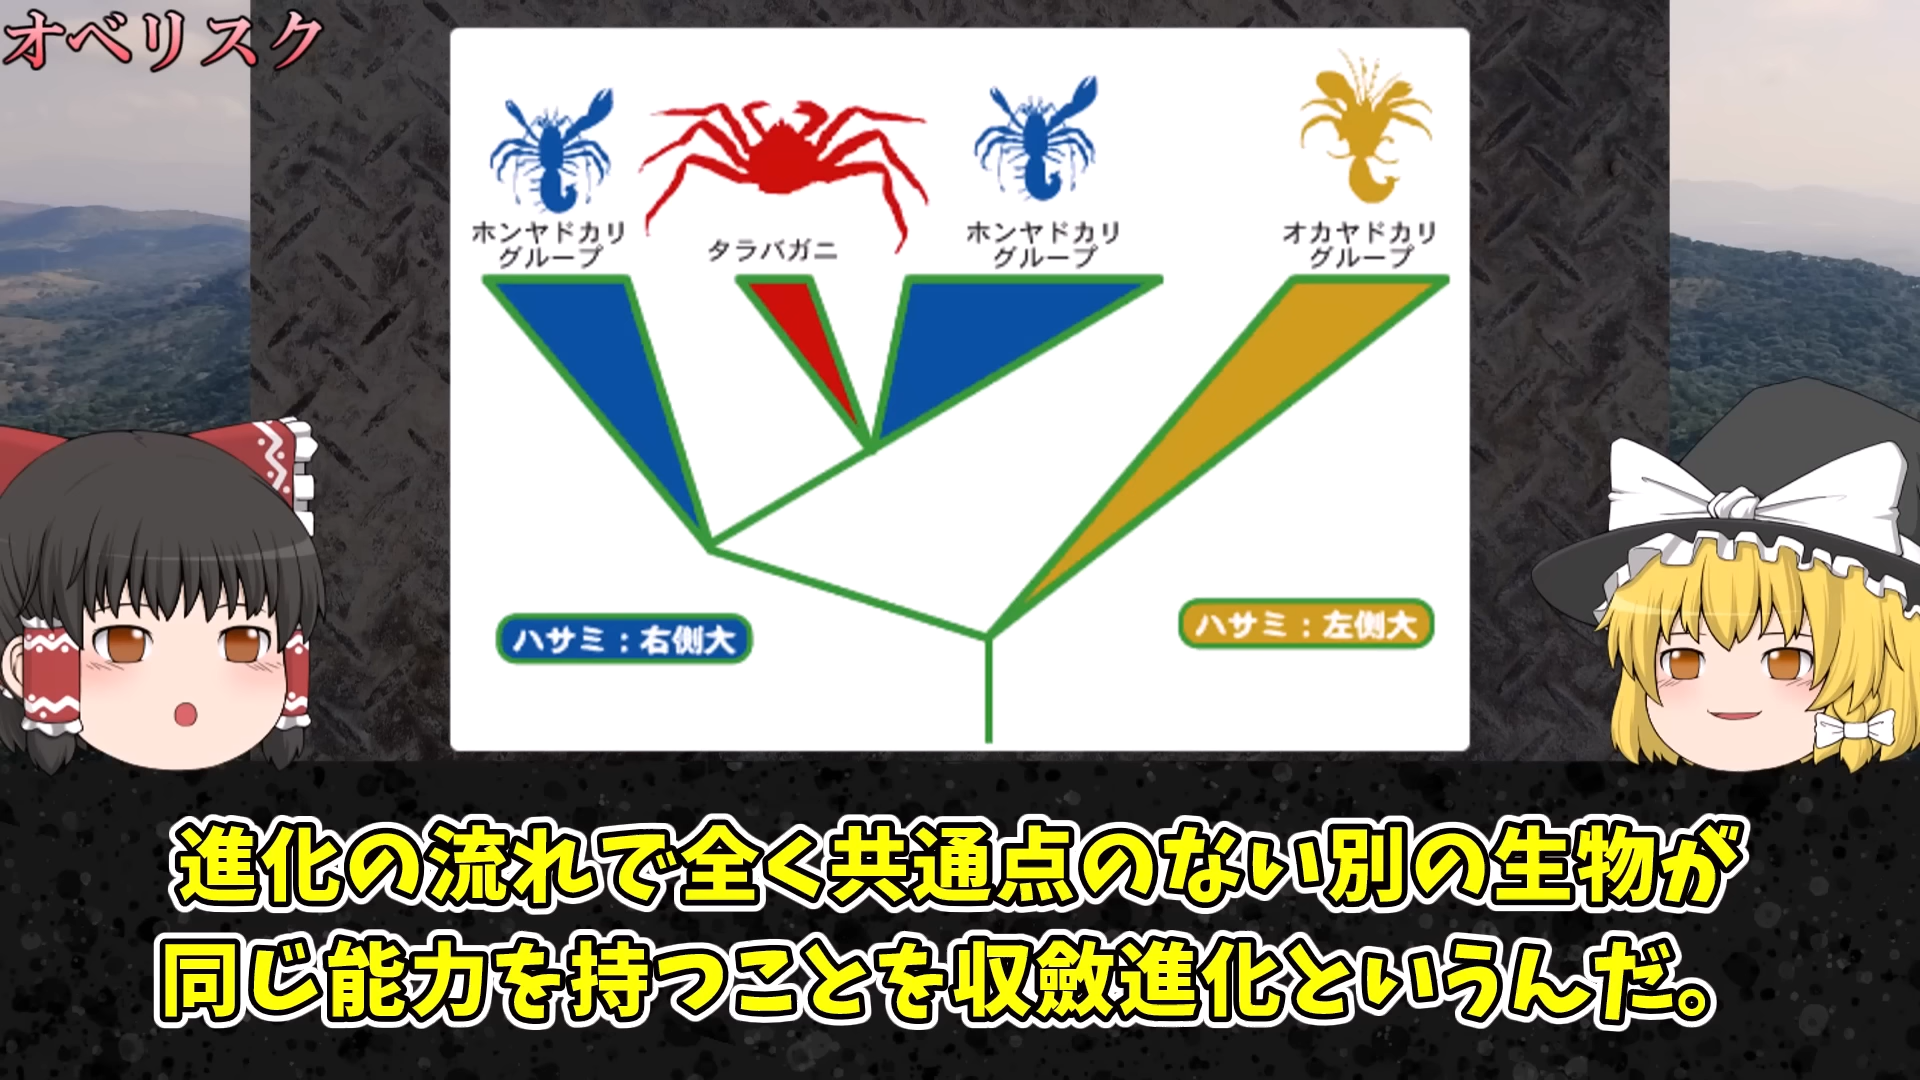 オベリスク
ホンヤドカリ
グループ
タラバガニ
ホンヤドカリ
グループ
オカヤドカリ
グループ
ハサミ：右側大
ハサミ：左側大
進化の流れで全く共通点のない別の生物が
同じ能力を持つことを収斂進化というんだ。